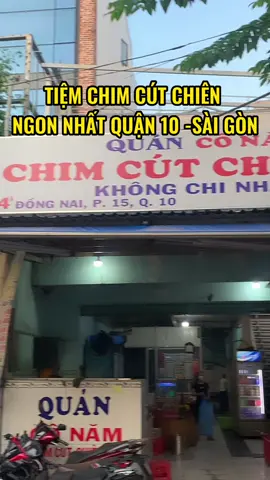 TIỆM CHIM CÚT CHIÊN
NGON NHẤT QUẬN 10 -SÀI GÒN
QUÁN CÔ NĂ
CHIM CÚT CH
KHÔNG CHI NH
ĐỒNG NAI, P. 15, Q. 10
QUÁN
NĂM